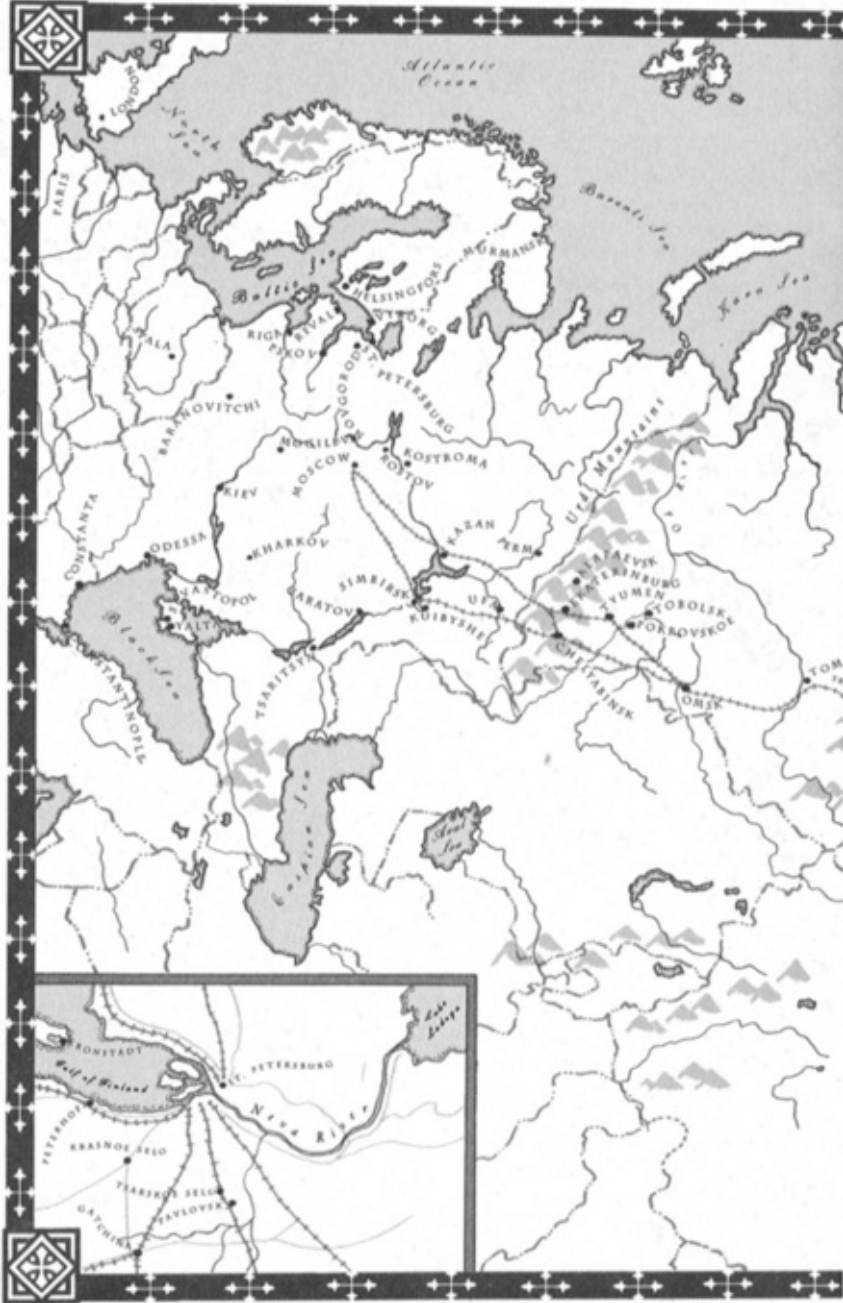 Atlantic
Ocean
LONDON
North
Sea
PARIS
Barents Sea
MURMANSK
Kara Sea
Baltic Sea
HELSINGFORS
VYBORG
RIGA
REVAL
PSKOV
ST. PETERSBURG
NOVGOROD
SPALA
BARANOVITCHI
MOGILEV
MOSCOW
ROSTOV
KOSTROMA
Ural Mountains
KIEV
KHARKOV
ODESSA
CONSTANTA
SEVASTOPOL
YALTA
Black Sea
CONSTANTINOPLE
KAZAN
PERM
ALAPAEVSK
EKATERINBURG
TYUMEN
TOBOLSK
POKROVSKOE
SIMBIRSK
SARATOV
KUIBYSHEV
UFA
CHELYABINSK
OMSK
TOM
TSARITSYN
Caspian Sea
Aral
Sea
Lake
Ladoga
KRONSTADT
Gulf of Finland
ST. PETERSBURG
Neva River
PETERHOF
KRASNOE SELO
TSARSKOE SELO
PAVLOVSK
GATCHINA